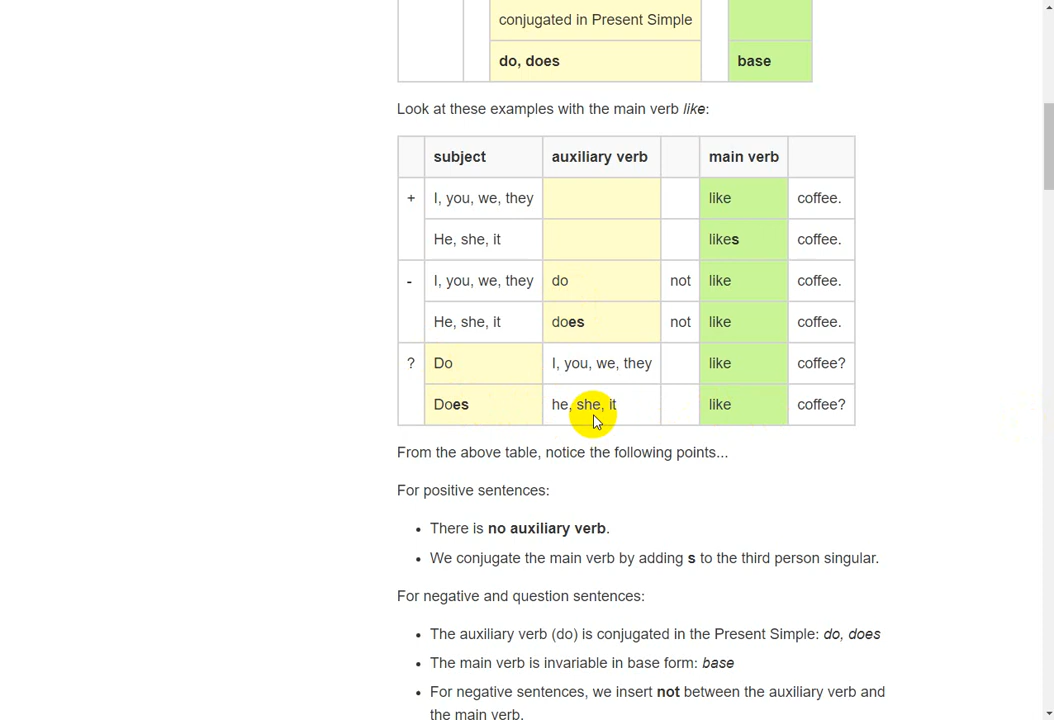 conjugated in Present Simple
do, does base
Look at these examples with the main verb like:
subject auxiliary verb main verb
+ I, you, we, they like coffee.
He, she, it likes coffee.
- I, you, we, they do not like coffee.
He, she, it does not like coffee.
? Do I, you, we, they like coffee?
Does he, she, it like coffee?
From the above table, notice the following points...
For positive sentences:
• There is no auxiliary verb.
• We conjugate the main verb by adding s to the third person singular.
For negative and question sentences:
• The auxiliary verb (do) is conjugated in the Present Simple: do, does
• The main verb is invariable in base form: base
• For negative sentences, we insert not between the auxiliary verb and
the main verb.